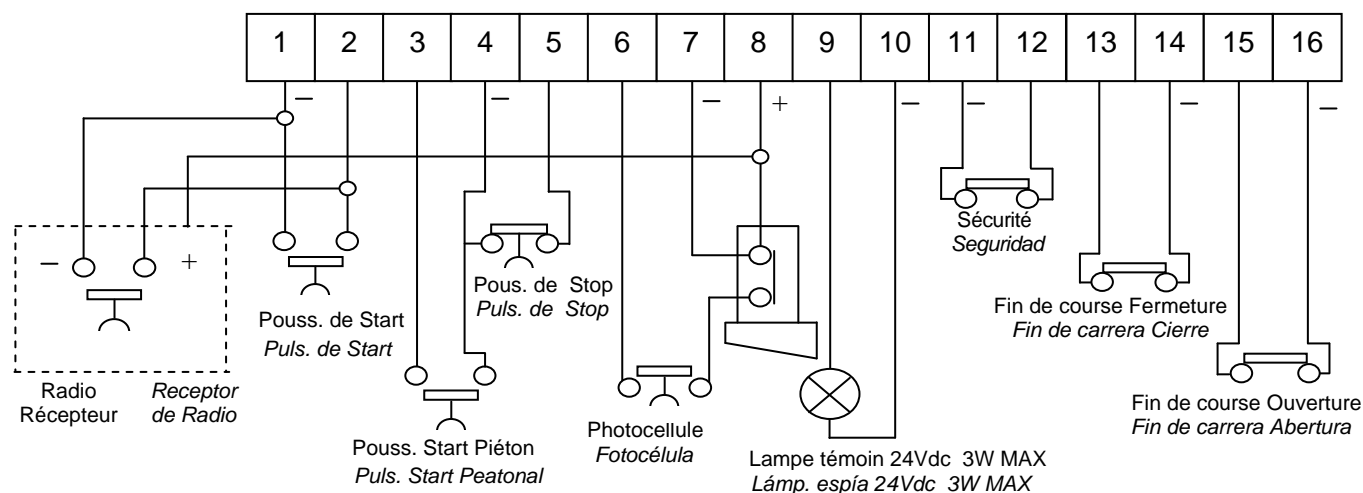 1 2 3 4 5 6 7 8 9 10 11 12 13 14 15 16
− − − + − − − −
− +
Radio
Récepteur
Receptor
de Radio
Pouss. de Start
Puls. de Start
Pous. de Stop
Puls. de Stop
Pouss. Start Piéton
Puls. Start Peatonal
Photocellule
Fotocélula
Lampe témoin 24Vdc 3W MAX
Lámp. espía 24Vdc 3W MAX
Sécurité
Seguridad
Fin de course Fermeture
Fin de carrera Cierre
Fin de course Ouverture
Fin de carrera Abertura